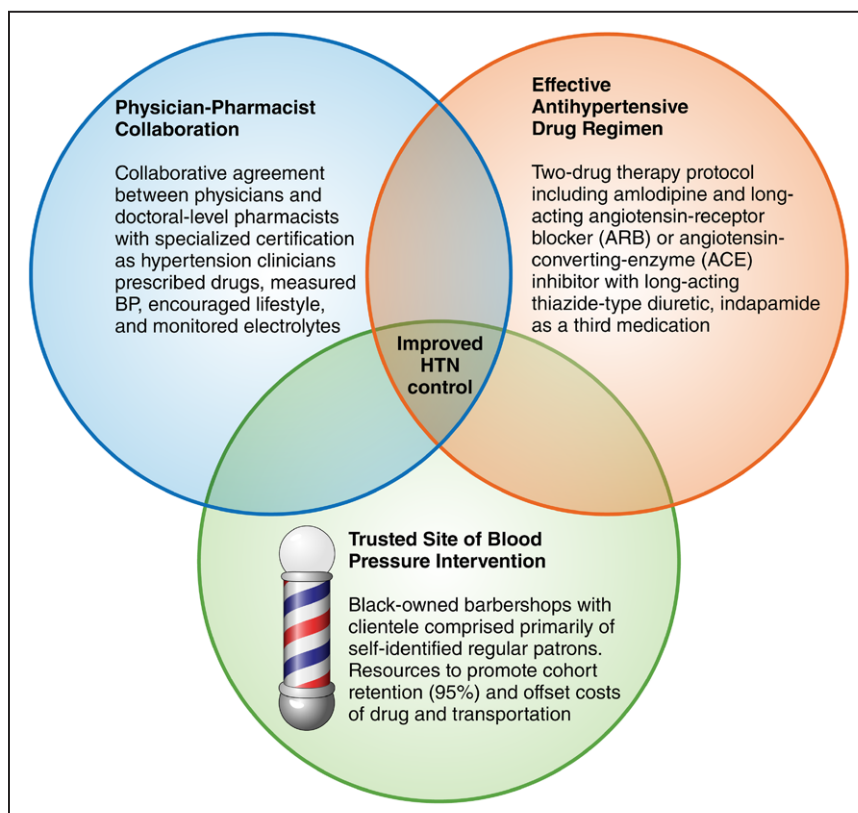 Physician-Pharmacist
Collaboration
Collaborative agreement
between physicians and
doctoral-level pharmacists
with specialized certification
as hypertension clinicians
prescribed drugs, measured
BP, encouraged lifestyle,
and monitored electrolytes
Effective
Antihypertensive
Drug Regimen
Two-drug therapy protocol
including amlodipine and long-
acting angiotensin-receptor
blocker (ARB) or angiotensin-
converting-enzyme (ACE)
inhibitor with long-acting
thiazide-type diuretic, indapamide
as a third medication
Improved
HTN
control
Trusted Site of Blood
Pressure Intervention
Black-owned barbershops with
clientele comprised primarily of
self-identified regular patrons.
Resources to promote cohort
retention (95%) and offset costs
of drug and transportation